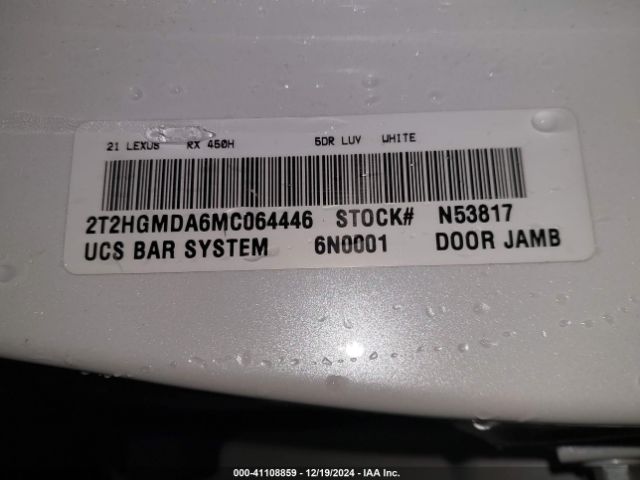 21 LEXUS RX 450H 5DR LUV WHITE
2T2HGMDA6MC064446 STOCK# N53817
UCS BAR SYSTEM 6N0001 DOOR JAMB
000-41108859 — 12/19/2024 — IAA Inc.